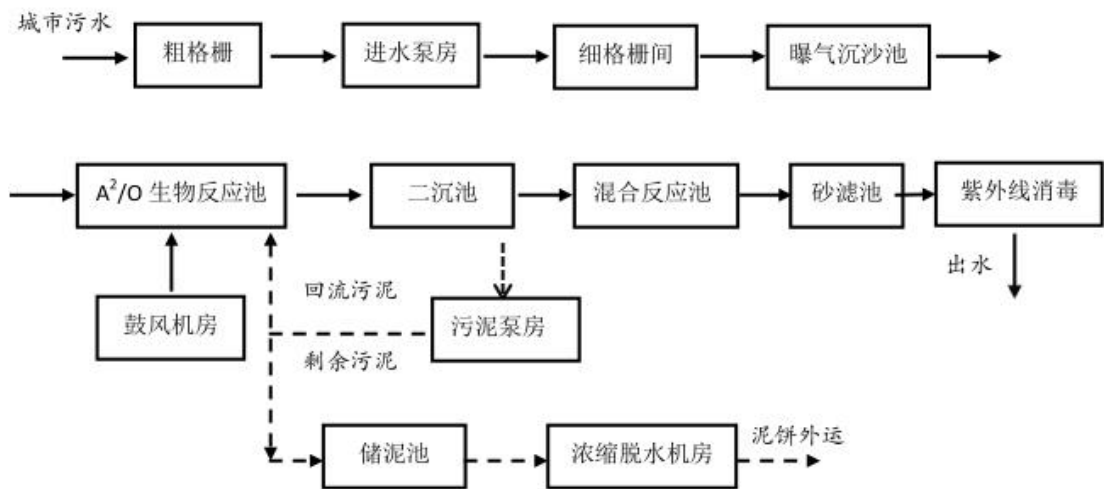 城市污水
粗格栅
进水泵房
细格栅间
曝气沉沙池
A²/O 生物反应池
二沉池
混合反应池
砂滤池
紫外线消毒
出水
鼓风机房
回流污泥
污泥泵房
剩余污泥
储泥池
浓缩脱水机房
泥饼外运